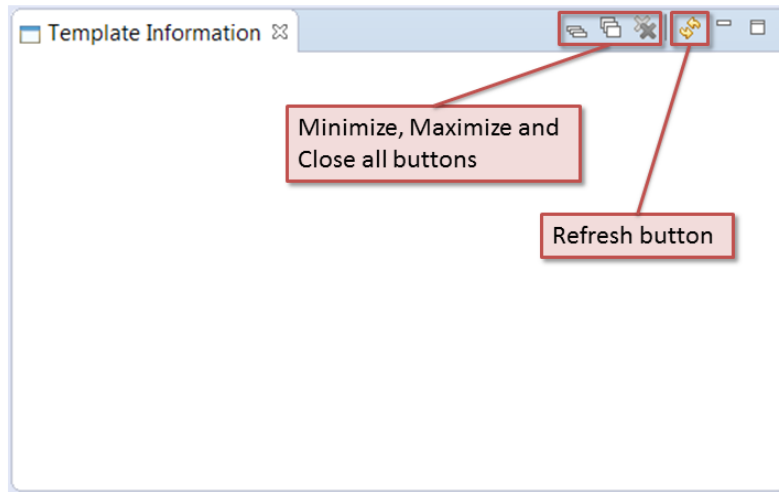 Template Information
Minimize, Maximize and
Close all buttons
Refresh button